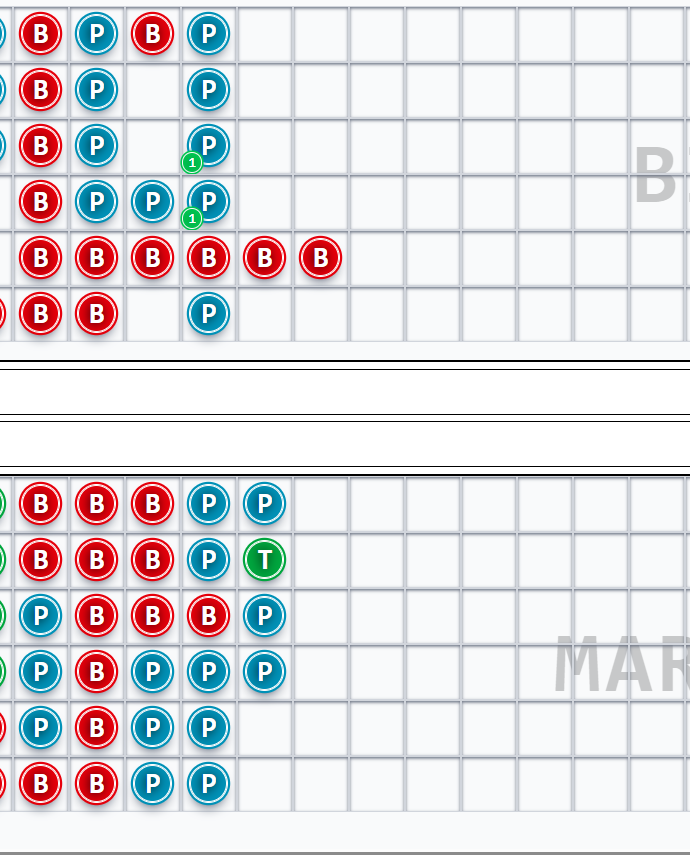 B P B P
B P P
B P P
1
B P P P
1
B B B B B B
B B P
B B B P P
B B B P T
P B B B P
P B P P P
P B P P
B B P P